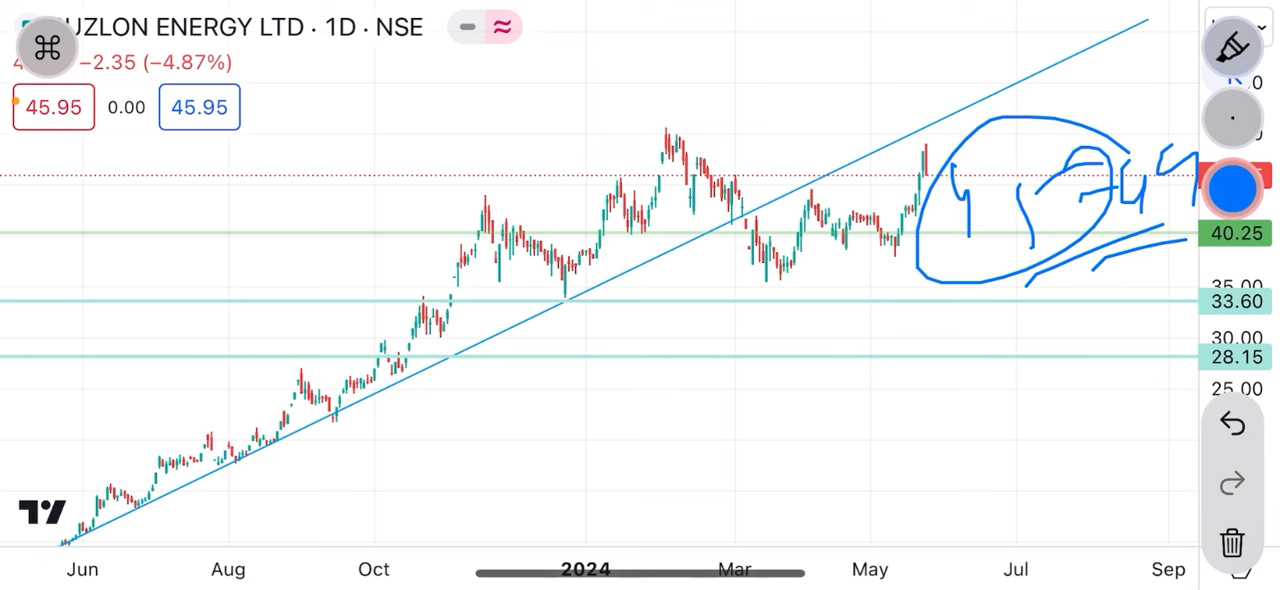 UZLON ENERGY LTD · 1D · NSE
−2.35 (−4.87%)
45.95 0.00 45.95
40.25
35.00
33.60
30.00
28.15
25.00
Jun Aug Oct 2024 Mar May Jul Sep